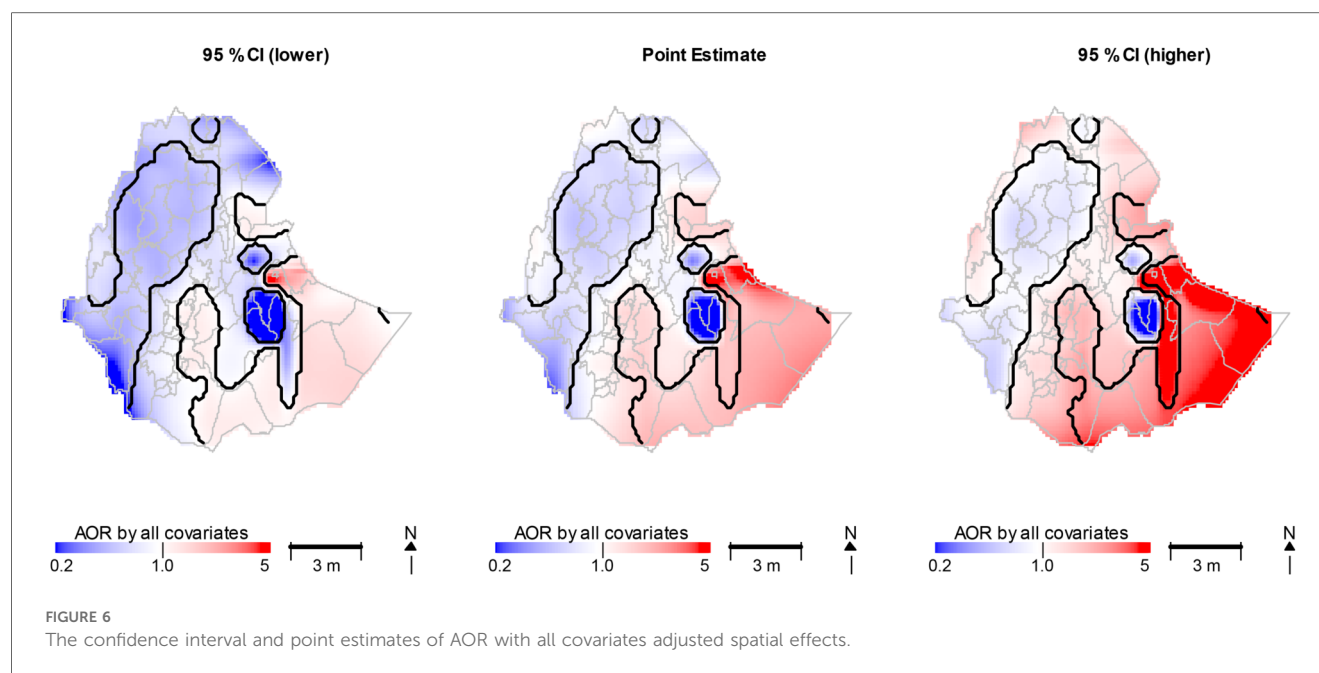 95 % CI (lower)
Point Estimate
95 % CI (higher)
AOR by all covariates
0.2
1.0
5
3 m
N
AOR by all covariates
0.2
1.0
5
3 m
N
AOR by all covariates
0.2
1.0
5
3 m
N
FIGURE 6
The confidence interval and point estimates of AOR with all covariates adjusted spatial effects.